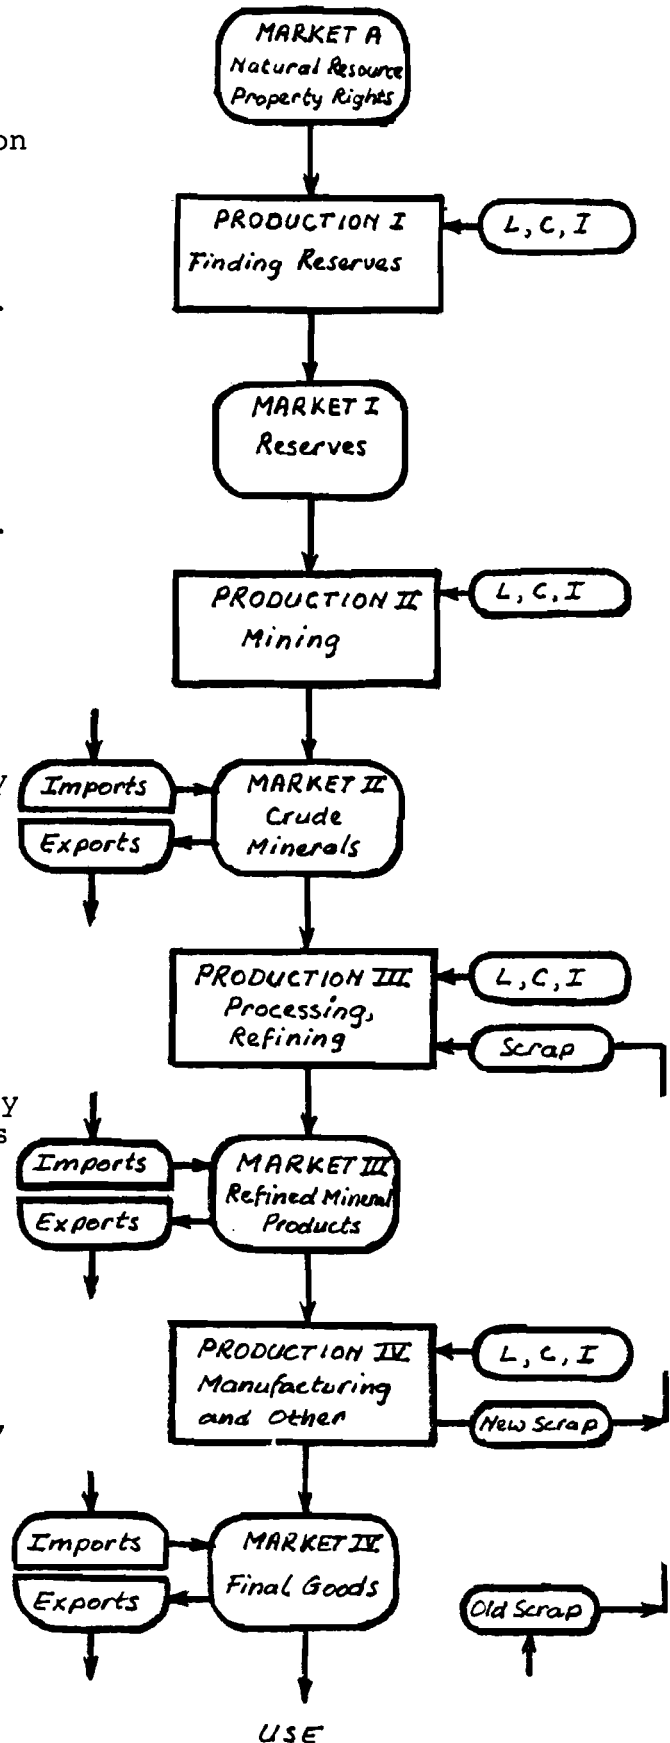 MARKET A
Natural Resource
Property Rights
on
PRODUCTION I
Finding Reserves
L, C, I
.
MARKET I
Reserves
.
PRODUCTION II
Mining
L, C, I
y
Imports
Exports
MARKET II
Crude
Minerals
PRODUCTION III
Processing,
Refining
L, C, I
Scrap
y
s
Imports
Exports
MARKET III
Refined Mineral
Products
PRODUCTION IV
Manufacturing
and Other
L, C, I
New Scrap
,
Imports
Exports
MARKET IV
Final Goods
Old Scrap
USE